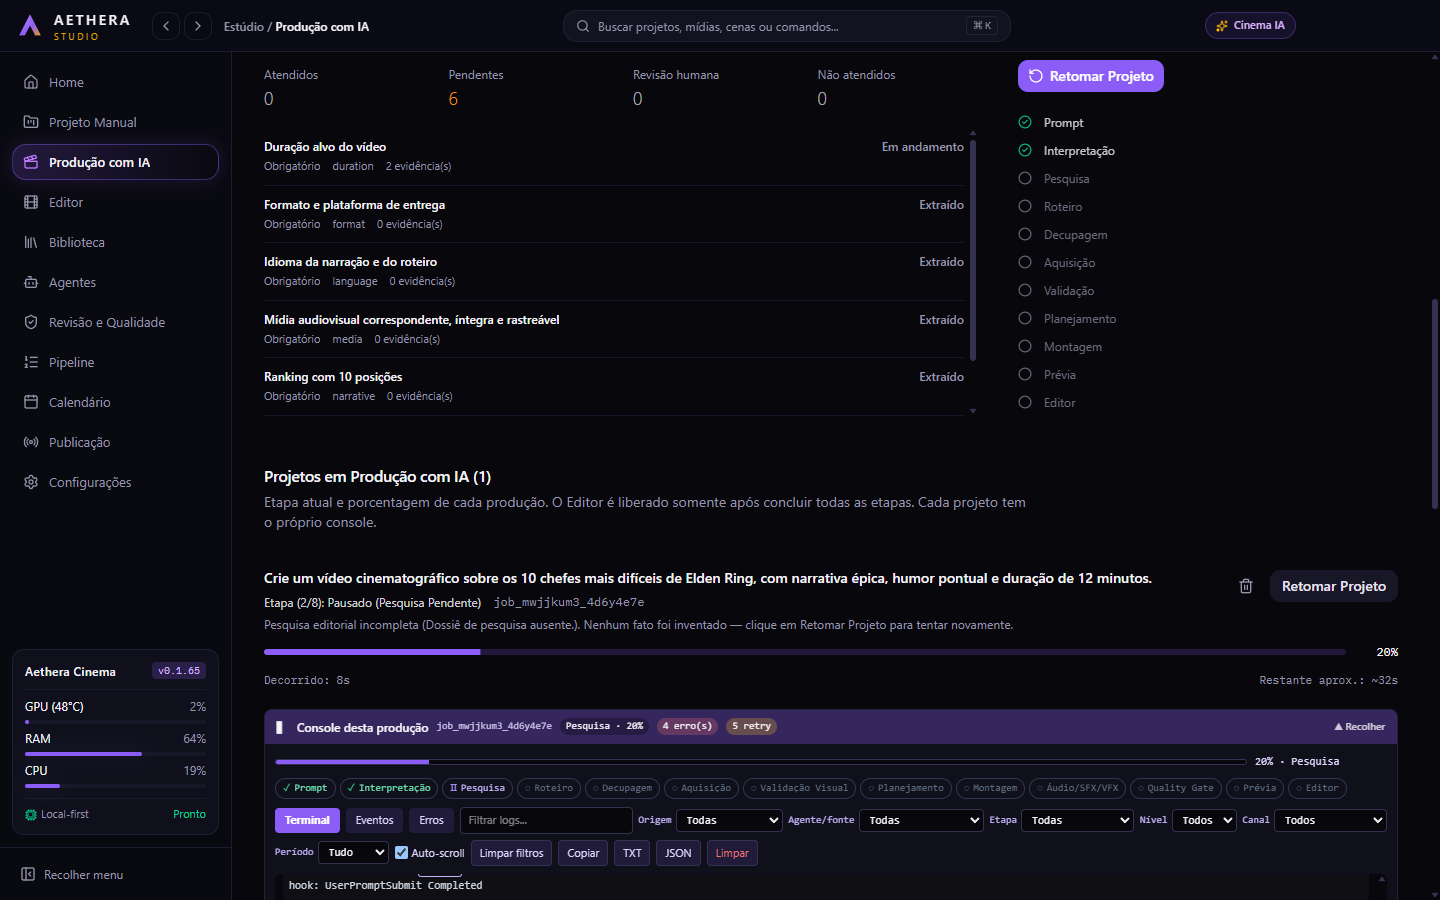 AETHERA
STUDIO
Estúdio / Produção com IA
Buscar projetos, mídias, cenas ou comandos...
⌘ K
Cinema IA
Home
Projeto Manual
Produção com IA
Editor
Biblioteca
Agentes
Revisão e Qualidade
Pipeline
Calendário
Publicação
Configurações
Aethera Cinema v0.1.65
GPU (48°C) 2%
RAM 64%
CPU 19%
Local-first Pronto
Recolher menu
Atendidos Pendentes Revisão humana Não atendidos
0 6 0 0
Duração alvo do vídeo Em andamento
Obrigatório duration 2 evidência(s)
Formato e plataforma de entrega Extraído
Obrigatório format 0 evidência(s)
Idioma da narração e do roteiro Extraído
Obrigatório language 0 evidência(s)
Mídia audiovisual correspondente, íntegra e rastreável Extraído
Obrigatório media 0 evidência(s)
Ranking com 10 posições Extraído
Obrigatório narrative 0 evidência(s)
Retomar Projeto
Prompt
Interpretação
Pesquisa
Roteiro
Decupagem
Aquisição
Validação
Planejamento
Montagem
Prévia
Editor
Projetos em Produção com IA (1)
Etapa atual e porcentagem de cada produção. O Editor é liberado somente após concluir todas as etapas. Cada projeto tem
o próprio console.
Crie um vídeo cinematográfico sobre os 10 chefes mais difíceis de Elden Ring, com narrativa épica, humor pontual e duração de 12 minutos.
Retomar Projeto
Etapa (2/8): Pausado (Pesquisa Pendente) job_mwjjkum3_4d6y4e7e
Pesquisa editorial incompleta (Dossiê de pesquisa ausente.). Nenhum fato foi inventado — clique em Retomar Projeto para tentar novamente.
20%
Decorrido: 8s Restante aprox.: ~32s
Console desta produção job_mwjjkum3_4d6y4e7e Pesquisa · 20% 4 erro(s) 5 retry ▲ Recolher
20% · Pesquisa
✓ Prompt ✓ Interpretação II Pesquisa ○ Roteiro ○ Decupagem ○ Aquisição ○ Validação Visual ○ Planejamento ○ Montagem ○ Áudio/SFX/VFX ○ Quality Gate ○ Prévia ○ Editor
Terminal Eventos Erros Filtrar logs... Origem Todas Agente/fonte Todas Etapa Todas Nível Todos Canal Todos
Período Tudo Auto-scroll Limpar filtros Copiar TXT JSON Limpar
hook: UserPromptSubmit Completed